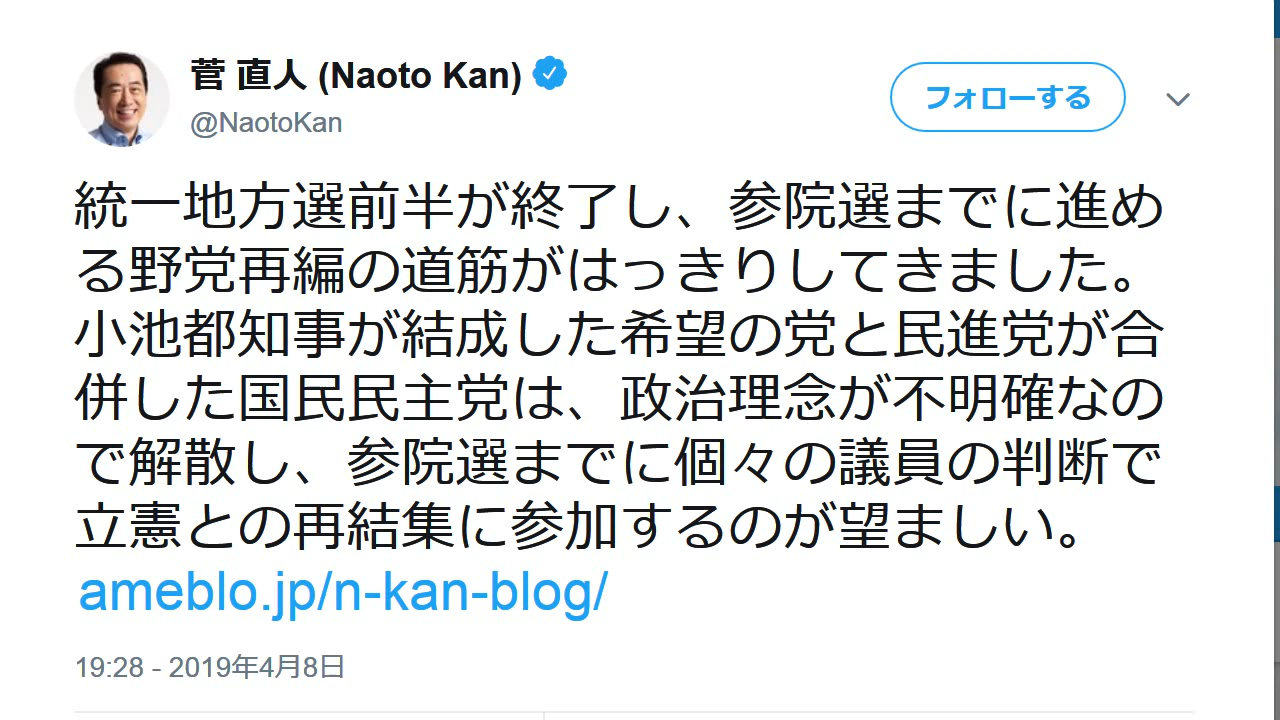 菅 直人 (Naoto Kan)
@NaotoKan
フォローする
統一地方選前半が終了し、参院選までに進め
る野党再編の道筋がはっきりしてきました。
小池都知事が結成した希望の党と民進党が合
併した国民民主党は、政治理念が不明確なの
で解散し、参院選までに個々の議員の判断で
立憲との再結集に参加するのが望ましい。
ameblo.jp/n-kan-blog/
19:28 - 2019年4月8日